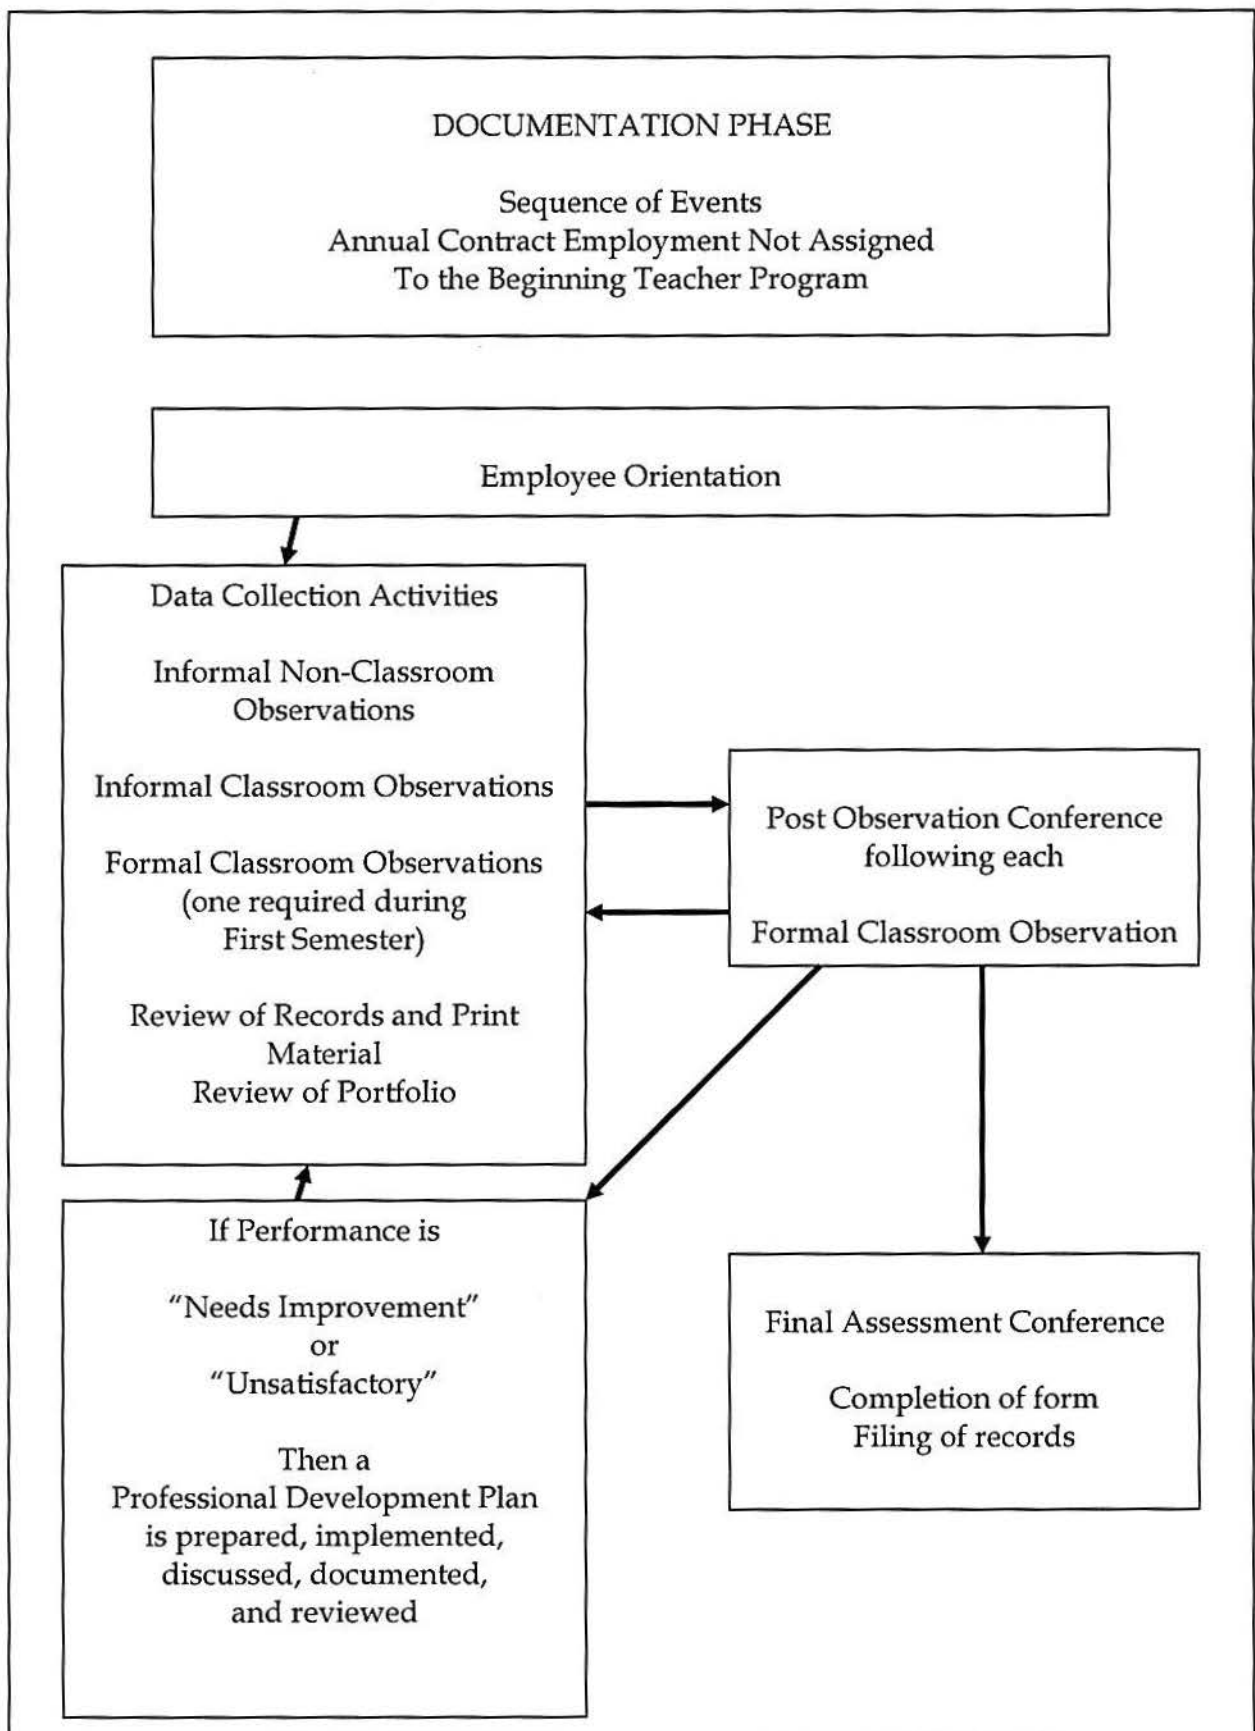 DOCUMENTATION PHASE
Sequence of Events
Annual Contract Employment Not Assigned
To the Beginning Teacher Program
Employee Orientation
Data Collection Activities
Informal Non-Classroom
Observations
Informal Classroom Observations
Formal Classroom Observations
(one required during
First Semester)
Review of Records and Print
Material
Review of Portfolio
Post Observation Conference
following each
Formal Classroom Observation
If Performance is
“Needs Improvement”
or
“Unsatisfactory”
Then a
Professional Development Plan
is prepared, implemented,
discussed, documented,
and reviewed
Final Assessment Conference
Completion of form
Filing of records